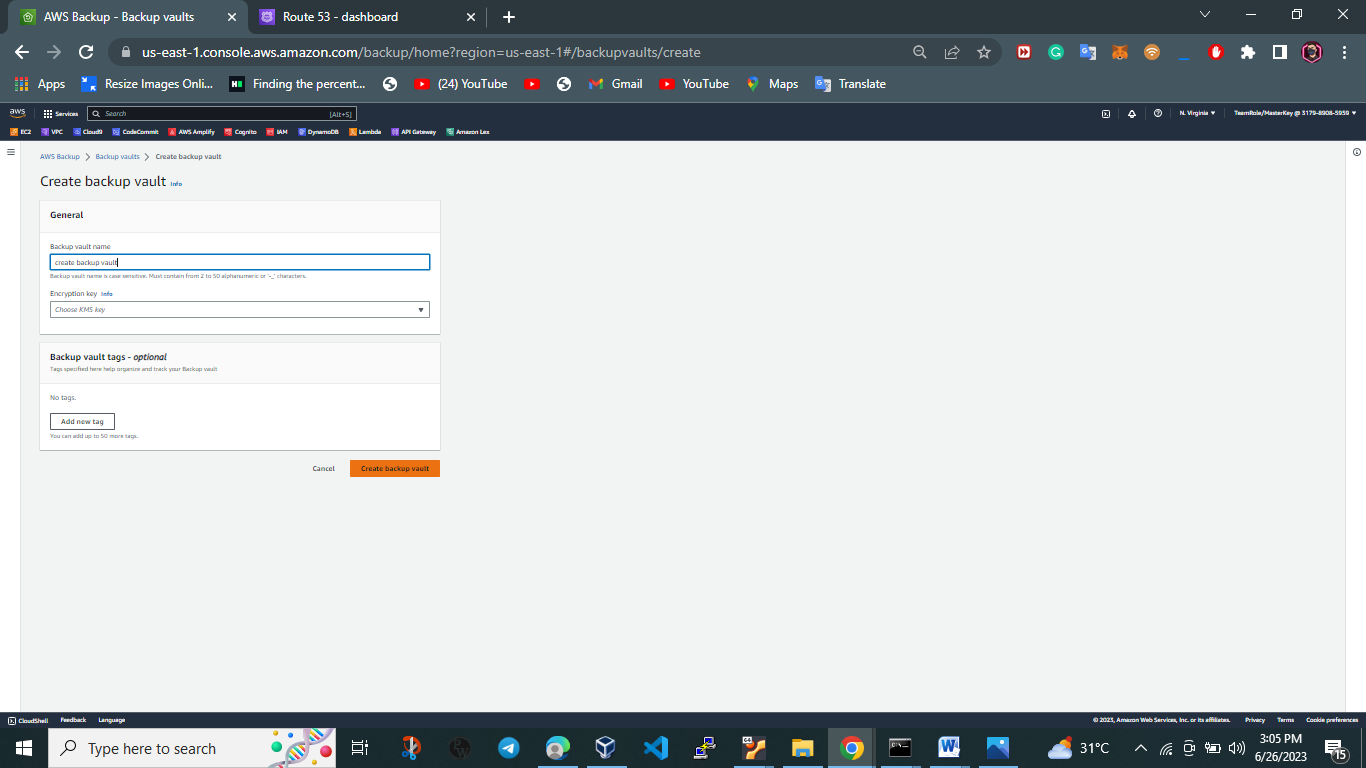 AWS Backup - Backup vaults
Route 53 - dashboard
us-east-1.console.aws.amazon.com/backup/home?region=us-east-1#/backupvaults/create
Apps
Resize Images Onli...
Finding the percent...
(24) YouTube
Gmail
YouTube
Maps
Translate
aws
Services
Search
[Alt+S]
N. Virginia
TeamRole/MasterKey @ 3179-8908-5959
EC2
VPC
Cloud9
CodeCommit
AWS Amplify
Cognito
IAM
DynamoDB
Lambda
API Gateway
Amazon Lex
AWS Backup
Backup vaults
Create backup vault
Create backup vault Info
General
Backup vault name
create backup vault
Backup vault name is case sensitive. Must contain from 2 to 50 alphanumeric or '-_' characters.
Encryption key Info
Choose KMS key
Backup vault tags - optional
Tags specified here help organize and track your Backup vault.
No tags.
Add new tag
You can add up to 50 more tags.
Cancel
Create backup vault
CloudShell
Feedback
Language
© 2023, Amazon Web Services, Inc. or its affiliates.
Privacy
Terms
Cookie preferences
Type here to search
31°C
3:05 PM
6/26/2023
15